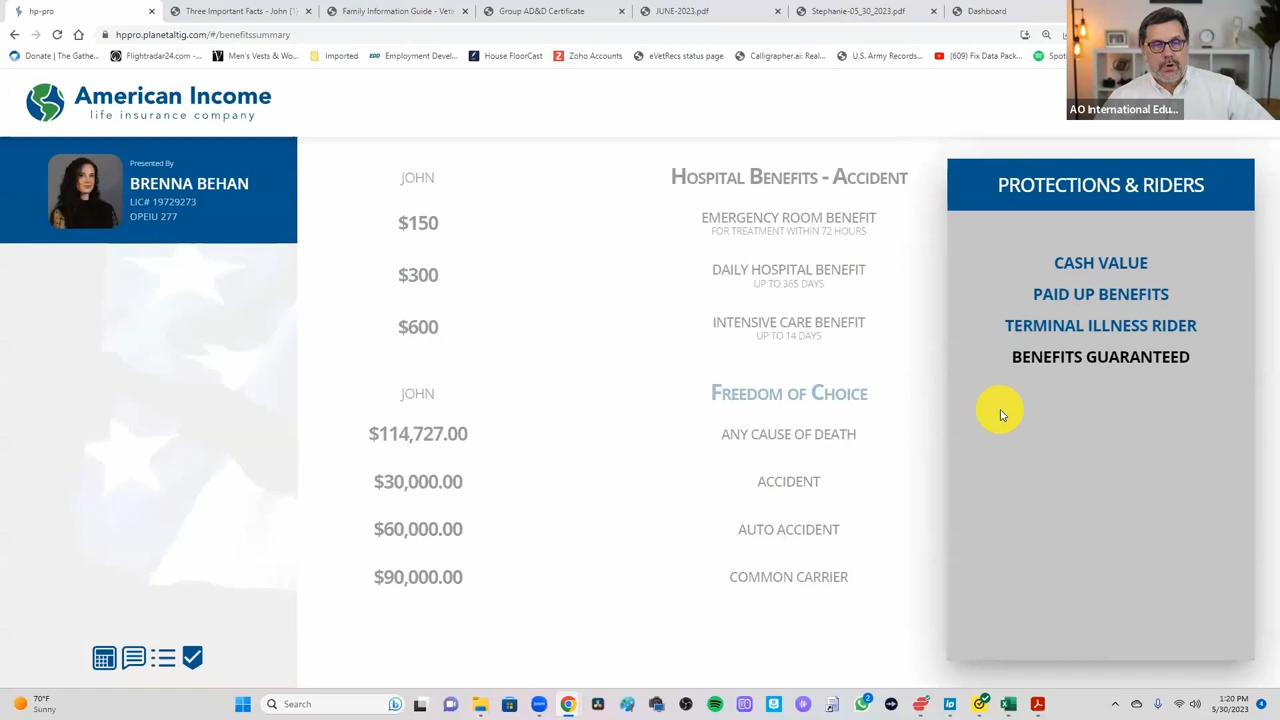 hp-pro
Three Important Facts - John (1)
Family Information Guide - Vete
Group AD&D Certificate
JUNE-2023.pdf
Stephanie-05_30_2023.pdf
Dashboard
hppro.planetaltig.com/#/benefitssummary
Donate | The Gathe...
Flightradar24.com -...
Men's Vests & Wo...
Imported
EDD Employment Devel...
House FloorCast
Zoho Accounts
eVetRecs status page
Calligrapher.ai: Real...
U.S. Army Records...
(609) Fix Data Pack...
Spot
AO International Edu...
American Income
life insurance company
Presented By
BRENNA BEHAN
LIC# 19729273
OPEIU 277
JOHN
HOSPITAL BENEFITS - ACCIDENT
$150
EMERGENCY ROOM BENEFIT
FOR TREATMENT WITHIN 72 HOURS
$300
DAILY HOSPITAL BENEFIT
UP TO 365 DAYS
$600
INTENSIVE CARE BENEFIT
UP TO 14 DAYS
JOHN
FREEDOM OF CHOICE
$114,727.00
ANY CAUSE OF DEATH
$30,000.00
ACCIDENT
$60,000.00
AUTO ACCIDENT
$90,000.00
COMMON CARRIER
PROTECTIONS & RIDERS
CASH VALUE
PAID UP BENEFITS
TERMINAL ILLNESS RIDER
BENEFITS GUARANTEED
70°F
Sunny
Search
1:20 PM
5/30/2023